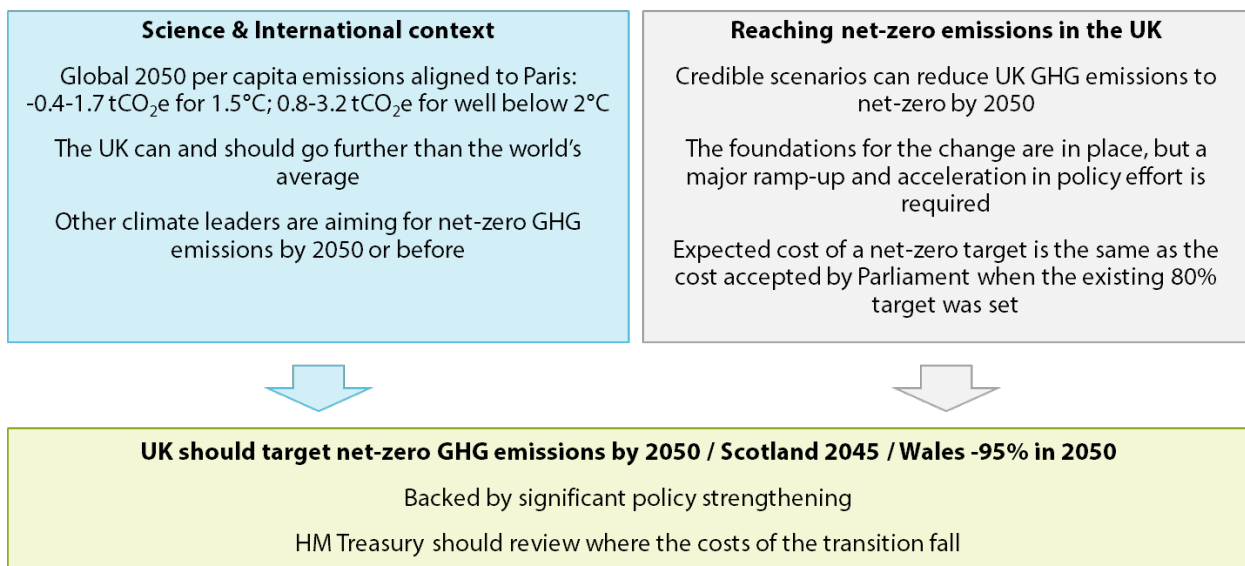 Science & International context
Global 2050 per capita emissions aligned to Paris:
-0.4-1.7 tCO₂e for 1.5°C; 0.8-3.2 tCO₂e for well below 2°C
The UK can and should go further than the world's
average
Other climate leaders are aiming for net-zero GHG
emissions by 2050 or before
Reaching net-zero emissions in the UK
Credible scenarios can reduce UK GHG emissions to
net-zero by 2050
The foundations for the change are in place, but a
major ramp-up and acceleration in policy effort is
required
Expected cost of a net-zero target is the same as the
cost accepted by Parliament when the existing 80%
target was set
UK should target net-zero GHG emissions by 2050 / Scotland 2045 / Wales -95% in 2050
Backed by significant policy strengthening
HM Treasury should review where the costs of the transition fall